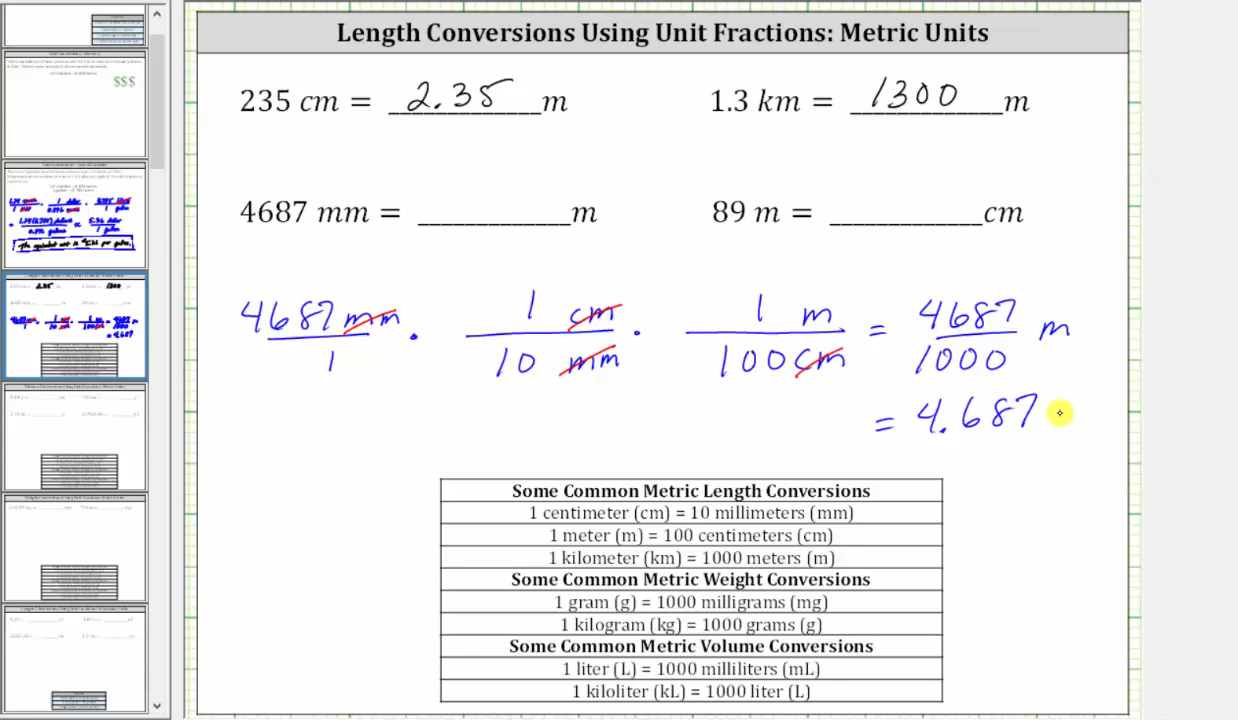 Length Conversions Using Unit Fractions: Metric Units
235 cm = 2.35 m
1.3 km = 1300 m
4687 mm = _____________ m
89 m = _____________ cm
4687 mm / 1 · 1 cm / 10 mm · 1 m / 100 cm = 4687 / 1000 m
= 4.687
Some Common Metric Length Conversions
1 centimeter (cm) = 10 millimeters (mm)
1 meter (m) = 100 centimeters (cm)
1 kilometer (km) = 1000 meters (m)
Some Common Metric Weight Conversions
1 gram (g) = 1000 milligrams (mg)
1 kilogram (kg) = 1000 grams (g)
Some Common Metric Volume Conversions
1 liter (L) = 1000 milliliters (mL)
1 kiloliter (kL) = 1000 liter (L)
$$$